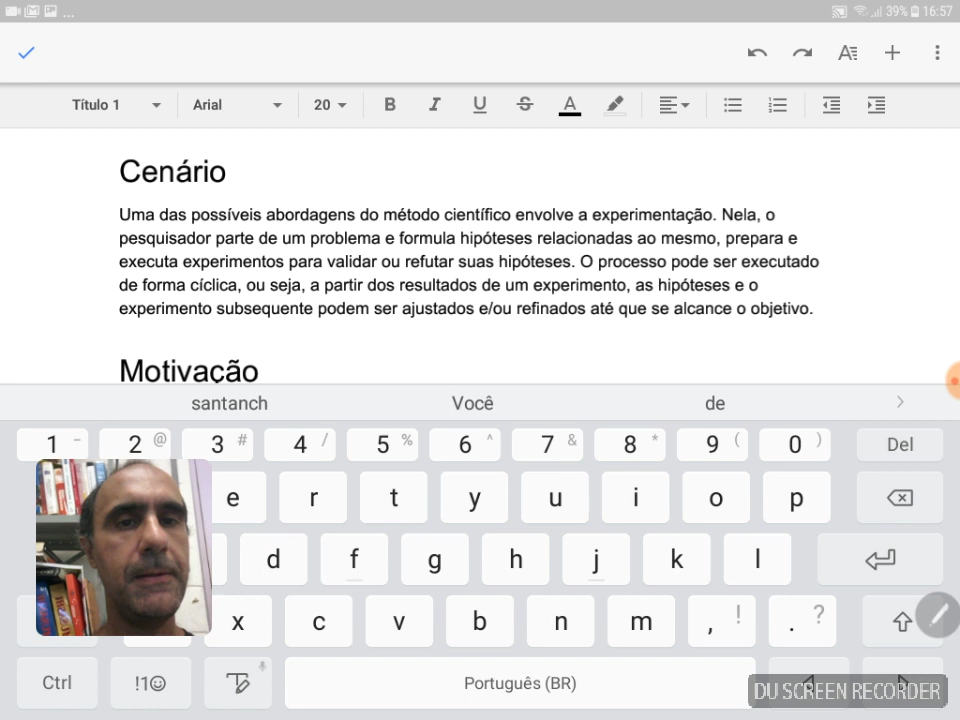 ... 39% 16:57
Título 1 Arial 20 B I U S A
Cenário
Uma das possíveis abordagens do método científico envolve a experimentação. Nela, o
pesquisador parte de um problema e formula hipóteses relacionadas ao mesmo, prepara e
executa experimentos para validar ou refutar suas hipóteses. O processo pode ser executado
de forma cíclica, ou seja, a partir dos resultados de um experimento, as hipóteses e o
experimento subsequente podem ser ajustados e/ou refinados até que se alcance o objetivo.
Motivação
santanch Você de
1 - 2 @ 3 # 4 / 5 % 6 ^ 7 & 8 * 9 ( 0 ) Del
e r t y u i o p
d f g h j k l
x c v b n m , ! . ?
Ctrl !1☺ Português (BR)
DU SCREEN RECORDER